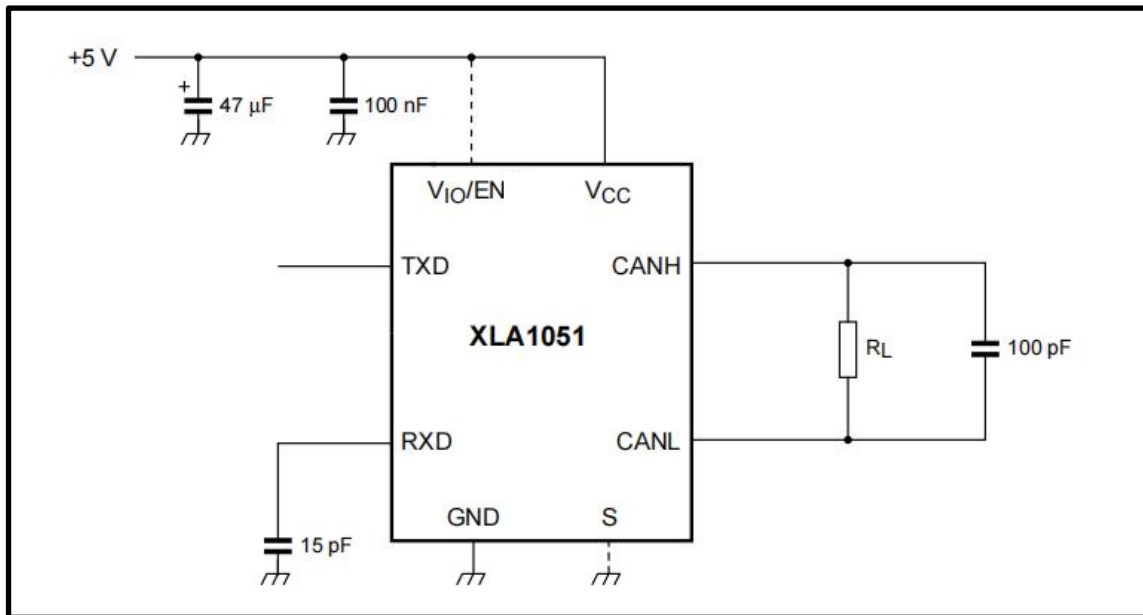 +5 V
+
47 μF
100 nF
VIO/EN
VCC
TXD
CANH
XLA1051
RL
100 pF
RXD
CANL
GND
S
15 pF